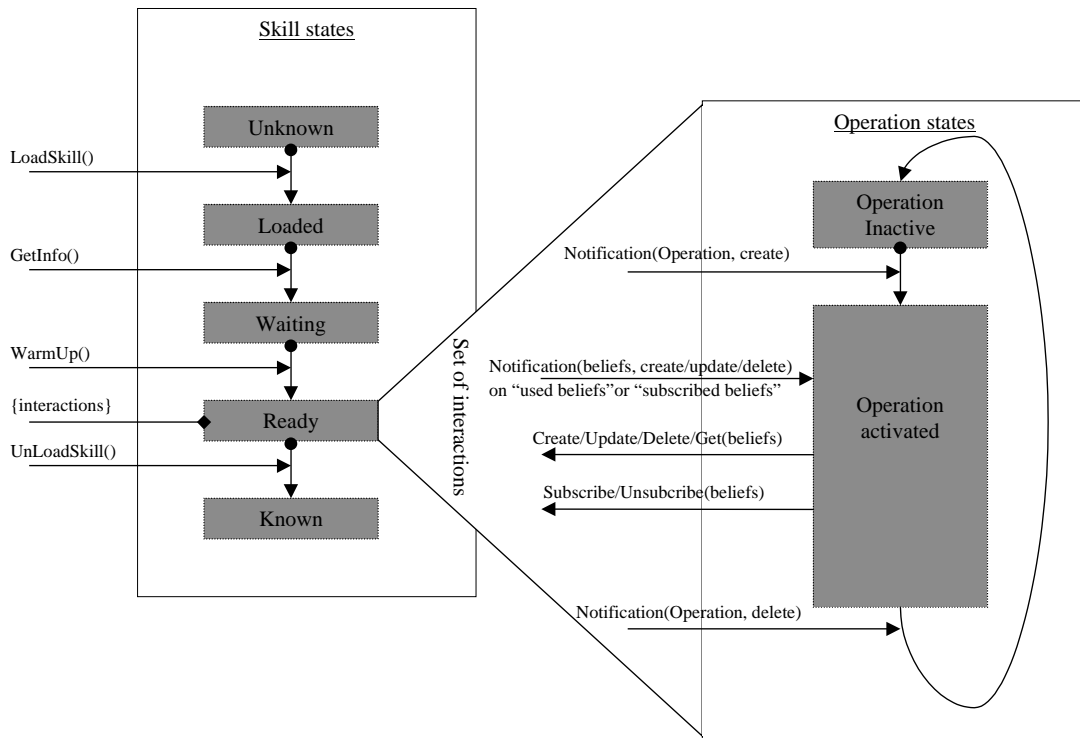 Skill states
Unknown
LoadSkill()
Loaded
GetInfo()
Waiting
WarmUp()
{interactions}
Ready
UnLoadSkill()
Known
Set of interactions
Operation states
Operation
Inactive
Notification(Operation, create)
Notification(beliefs, create/update/delete)
on “used beliefs”or “subscribed beliefs”
Operation
activated
Create/Update/Delete/Get(beliefs)
Subscribe/Unsubcribe(beliefs)
Notification(Operation, delete)